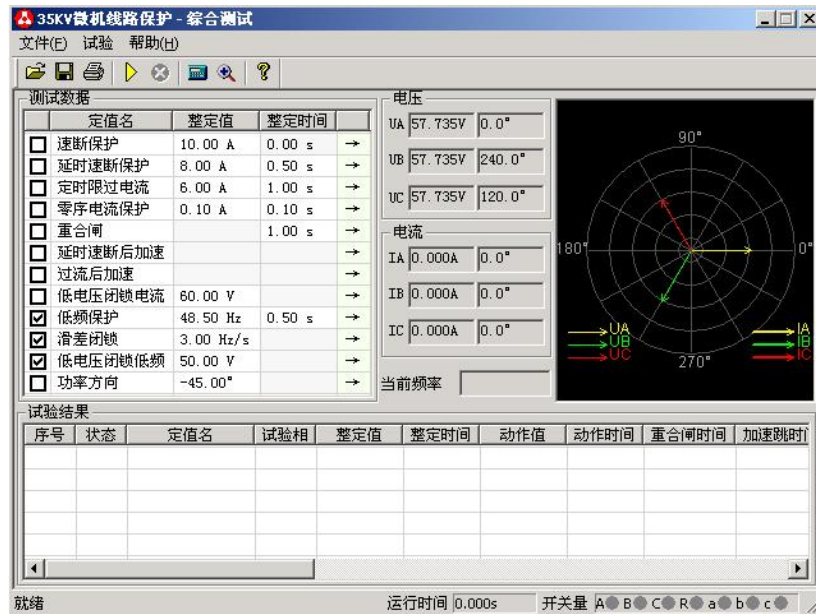 35KV微机线路保护 - 综合测试
文件(F) 试验 帮助(H)
测试数据
定值名 整定值 整定时间
速断保护 10.00 A 0.00 s →
延时速断保护 8.00 A 0.50 s →
定时限过电流 6.00 A 1.00 s →
零序电流保护 0.10 A 0.10 s →
重合闸 1.00 s →
延时速断后加速 →
过流后加速 →
低电压闭锁电流 60.00 V →
低频保护 48.50 Hz 0.50 s →
滑差闭锁 3.00 Hz/s →
低电压闭锁低频 50.00 V →
功率方向 -45.00° →
电压
UA 57.735V 0.0°
UB 57.735V 240.0°
UC 57.735V 120.0°
电流
IA 0.000A 0.0°
IB 0.000A 0.0°
IC 0.000A 0.0°
当前频率
90°
180° 0°
270°
UA IA
UB IB
UC IC
试验结果
序号 状态 定值名 试验相 整定值 整定时间 动作值 动作时间 重合闸时间 加速跳时
就绪 运行时间 0.000s 开关量 A B C R a b c